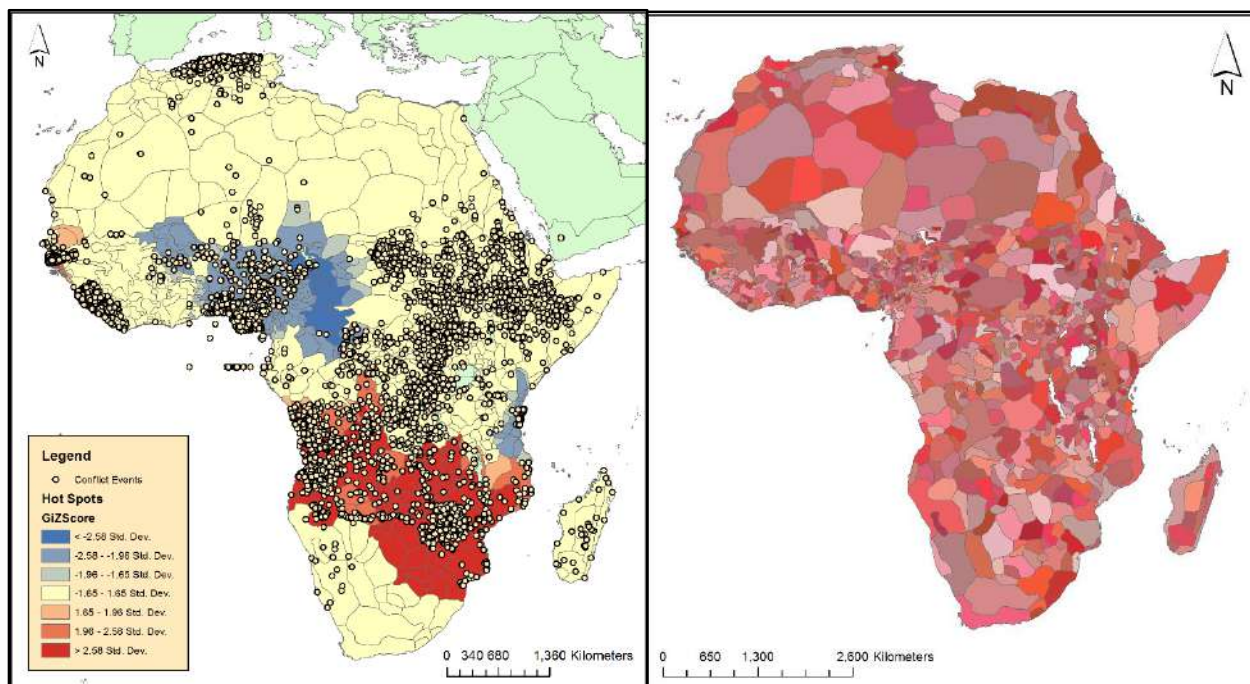 N
Legend
Conflict Events
Hot Spots
GiZScore
< -2.58 Std. Dev.
-2.58 - -1.96 Std. Dev.
-1.96 - -1.65 Std. Dev.
-1.65 - 1.65 Std. Dev.
1.65 - 1.96 Std. Dev.
1.96 - 2.58 Std. Dev.
> 2.58 Std. Dev.
0 340 680 1,360 Kilometers
N
0 650 1,300 2,600 Kilometers